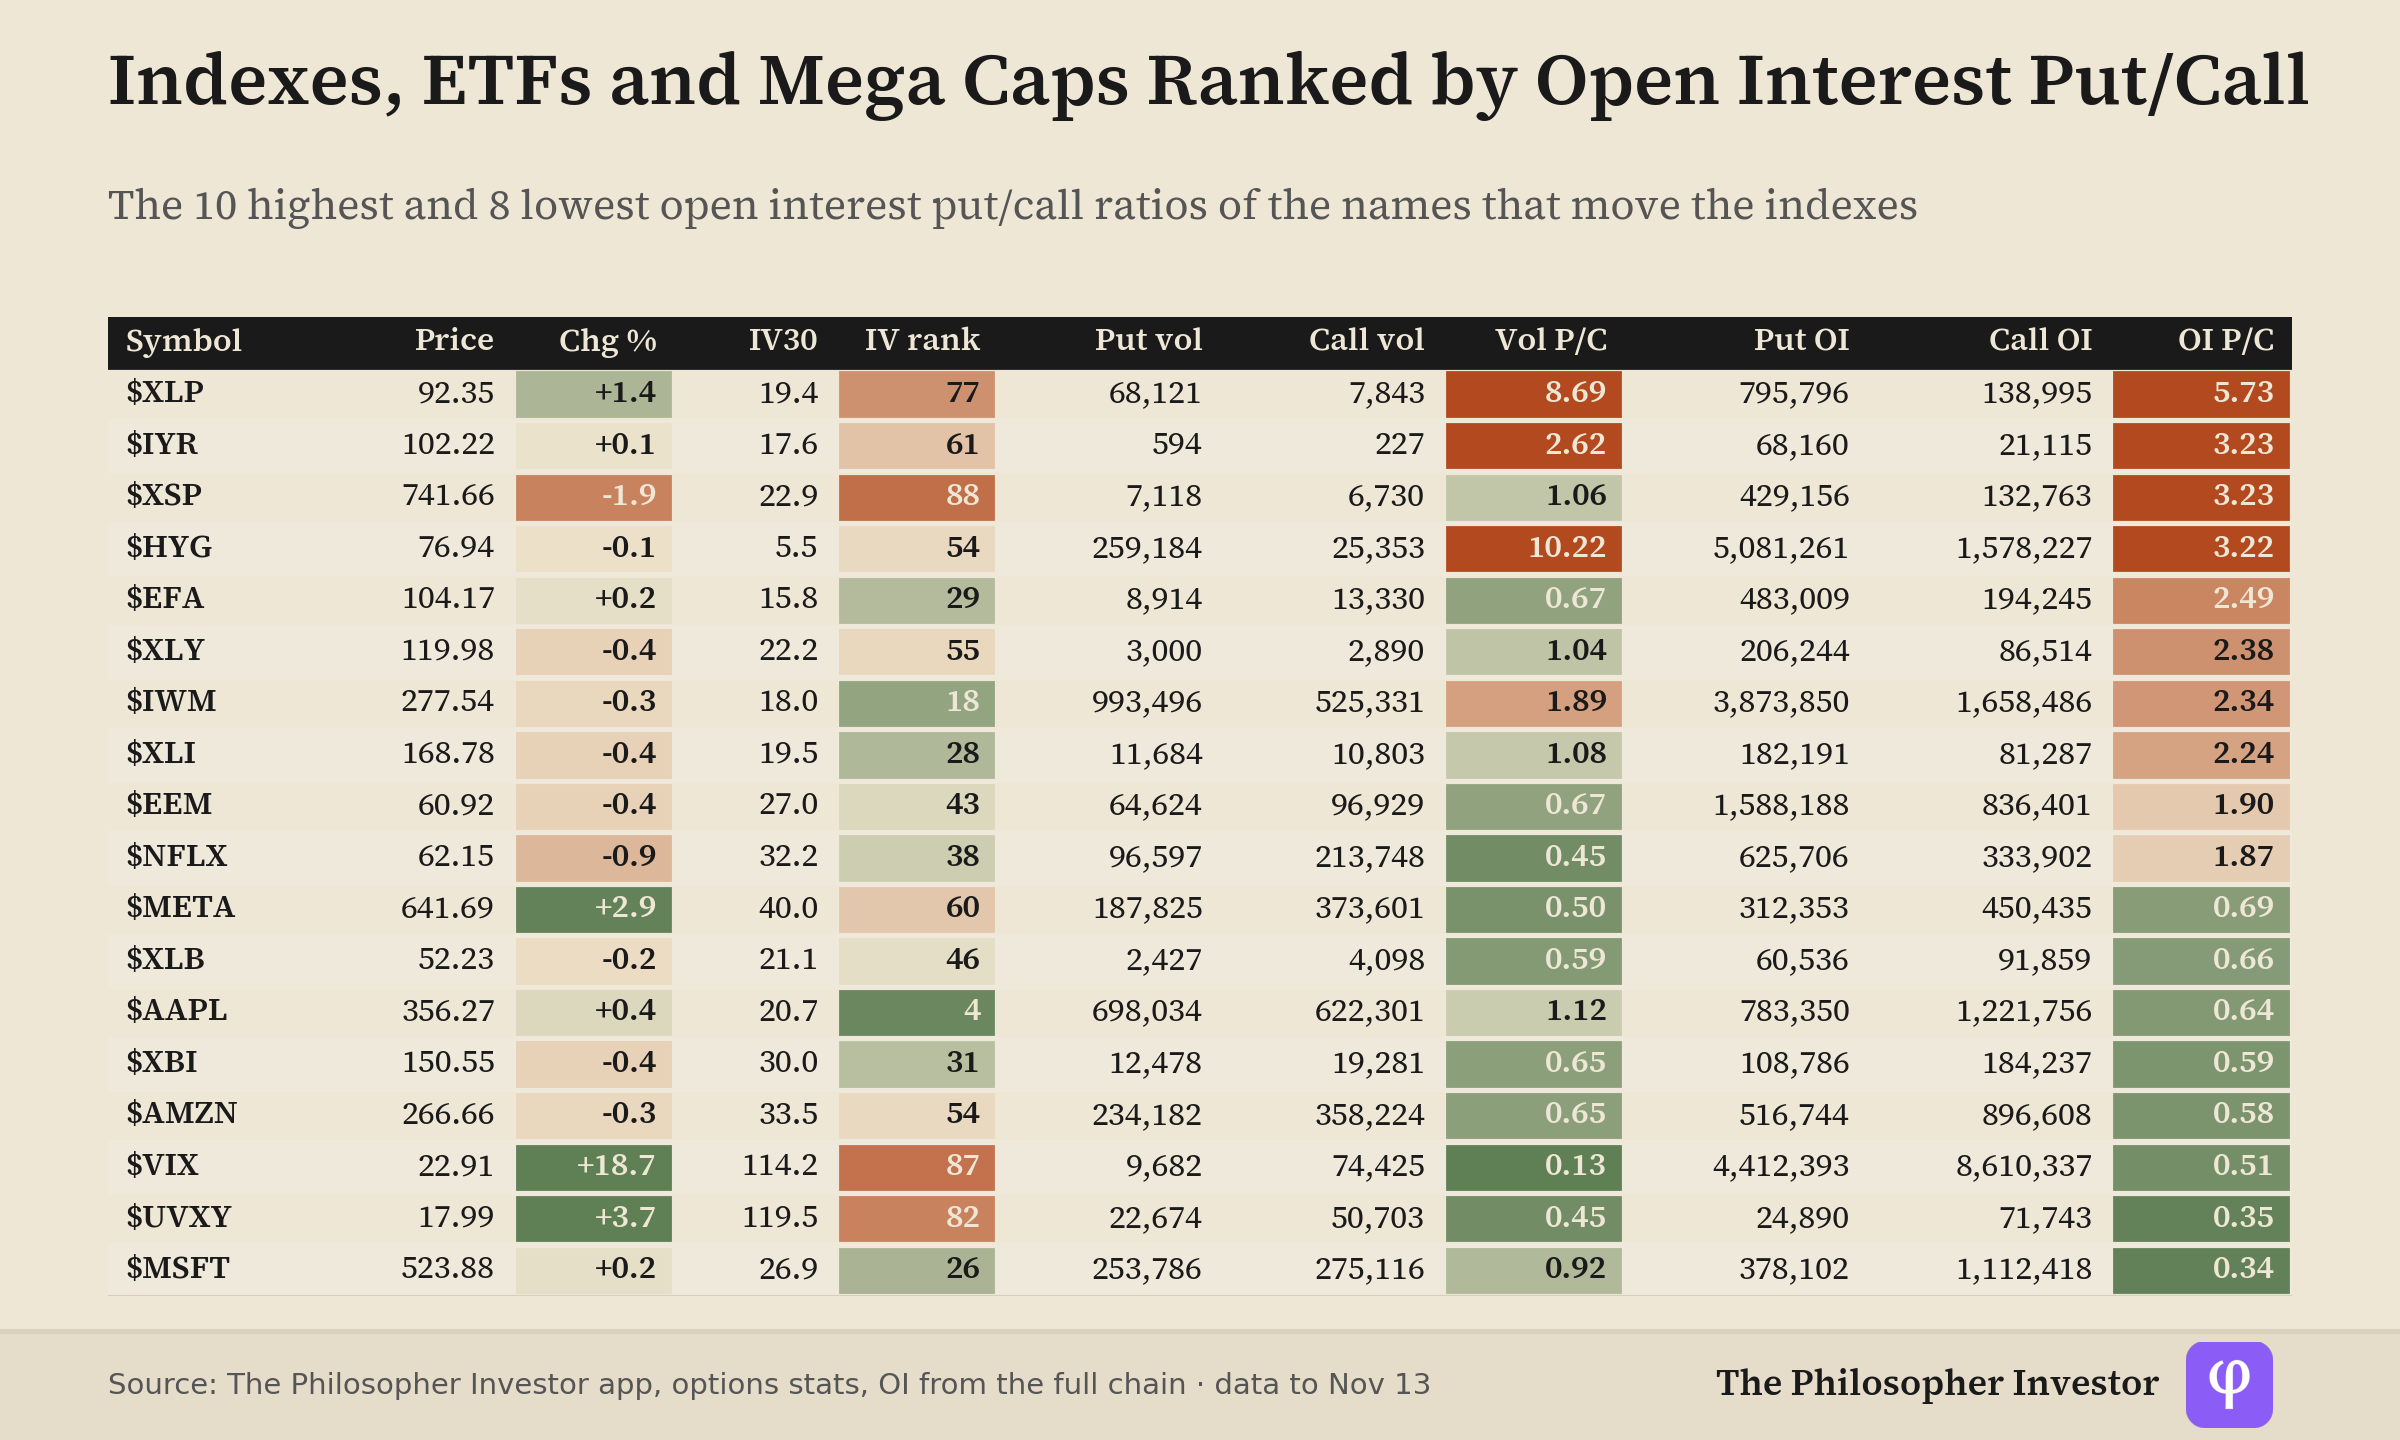 Indexes, ETFs and Mega Caps Ranked by Open Interest Put/Call
The 10 highest and 8 lowest open interest put/call ratios of the names that move the indexes
Symbol Price Chg % IV30 IV rank Put vol Call vol Vol P/C Put OI Call OI OI P/C
$XLP 92.35 +1.4 19.4 77 68,121 7,843 8.69 795,796 138,995 5.73
$IYR 102.22 +0.1 17.6 61 594 227 2.62 68,160 21,115 3.23
$XSP 741.66 -1.9 22.9 88 7,118 6,730 1.06 429,156 132,763 3.23
$HYG 76.94 -0.1 5.5 54 259,184 25,353 10.22 5,081,261 1,578,227 3.22
$EFA 104.17 +0.2 15.8 29 8,914 13,330 0.67 483,009 194,245 2.49
$XLY 119.98 -0.4 22.2 55 3,000 2,890 1.04 206,244 86,514 2.38
$IWM 277.54 -0.3 18.0 18 993,496 525,331 1.89 3,873,850 1,658,486 2.34
$XLI 168.78 -0.4 19.5 28 11,684 10,803 1.08 182,191 81,287 2.24
$EEM 60.92 -0.4 27.0 43 64,624 96,929 0.67 1,588,188 836,401 1.90
$NFLX 62.15 -0.9 32.2 38 96,597 213,748 0.45 625,706 333,902 1.87
$META 641.69 +2.9 40.0 60 187,825 373,601 0.50 312,353 450,435 0.69
$XLB 52.23 -0.2 21.1 46 2,427 4,098 0.59 60,536 91,859 0.66
$AAPL 356.27 +0.4 20.7 4 698,034 622,301 1.12 783,350 1,221,756 0.64
$XBI 150.55 -0.4 30.0 31 12,478 19,281 0.65 108,786 184,237 0.59
$AMZN 266.66 -0.3 33.5 54 234,182 358,224 0.65 516,744 896,608 0.58
$VIX 22.91 +18.7 114.2 87 9,682 74,425 0.13 4,412,393 8,610,337 0.51
$UVXY 17.99 +3.7 119.5 82 22,674 50,703 0.45 24,890 71,743 0.35
$MSFT 523.88 +0.2 26.9 26 253,786 275,116 0.92 378,102 1,112,418 0.34
Source: The Philosopher Investor app, options stats, OI from the full chain · data to Nov 13
The Philosopher Investor φ